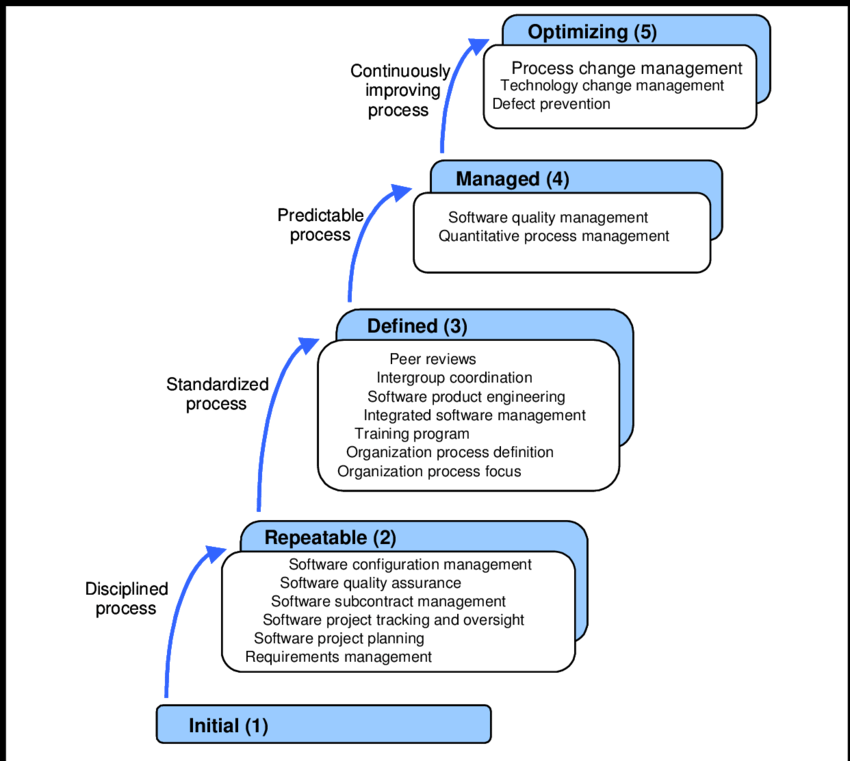 Optimizing (5)
Process change management
Technology change management
Defect prevention
Continuously
improving
process
Managed (4)
Software quality management
Quantitative process management
Predictable
process
Defined (3)
Peer reviews
Intergroup coordination
Software product engineering
Integrated software management
Training program
Organization process definition
Organization process focus
Standardized
process
Repeatable (2)
Software configuration management
Software quality assurance
Software subcontract management
Software project tracking and oversight
Software project planning
Requirements management
Disciplined
process
Initial (1)